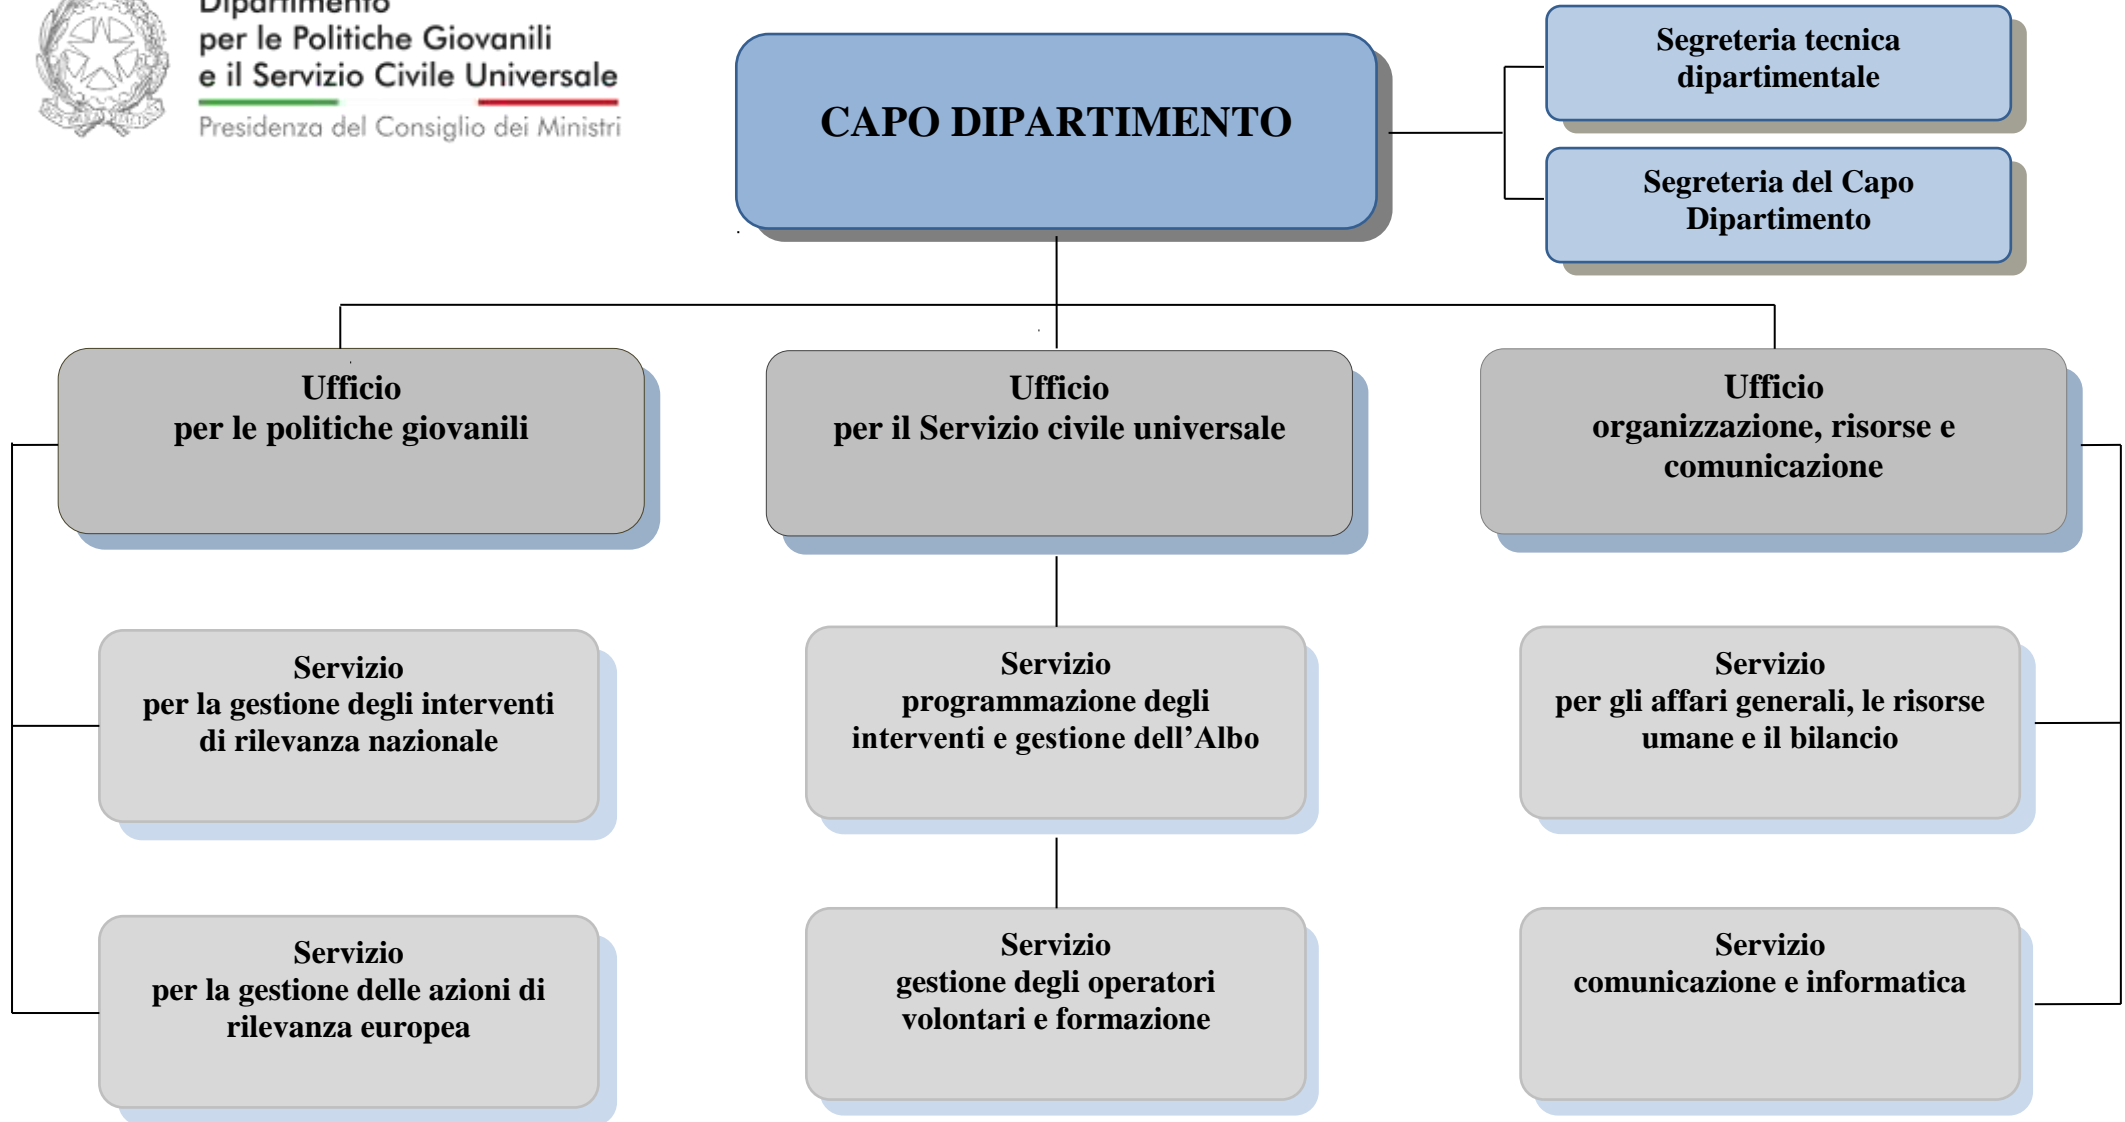 Dipartimento
per le Politiche Giovanili
e il Servizio Civile Universale
Presidenza del Consiglio dei Ministri
CAPO DIPARTIMENTO
Segreteria tecnica
dipartimentale
Segreteria del Capo
Dipartimento
Ufficio
per le politiche giovanili
Ufficio
per il Servizio civile universale
Ufficio
organizzazione, risorse e
comunicazione
Servizio
per la gestione degli interventi
di rilevanza nazionale
Servizio
programmazione degli
interventi e gestione dell’Albo
Servizio
per gli affari generali, le risorse
umane e il bilancio
Servizio
per la gestione delle azioni di
rilevanza europea
Servizio
gestione degli operatori
volontari e formazione
Servizio
comunicazione e informatica